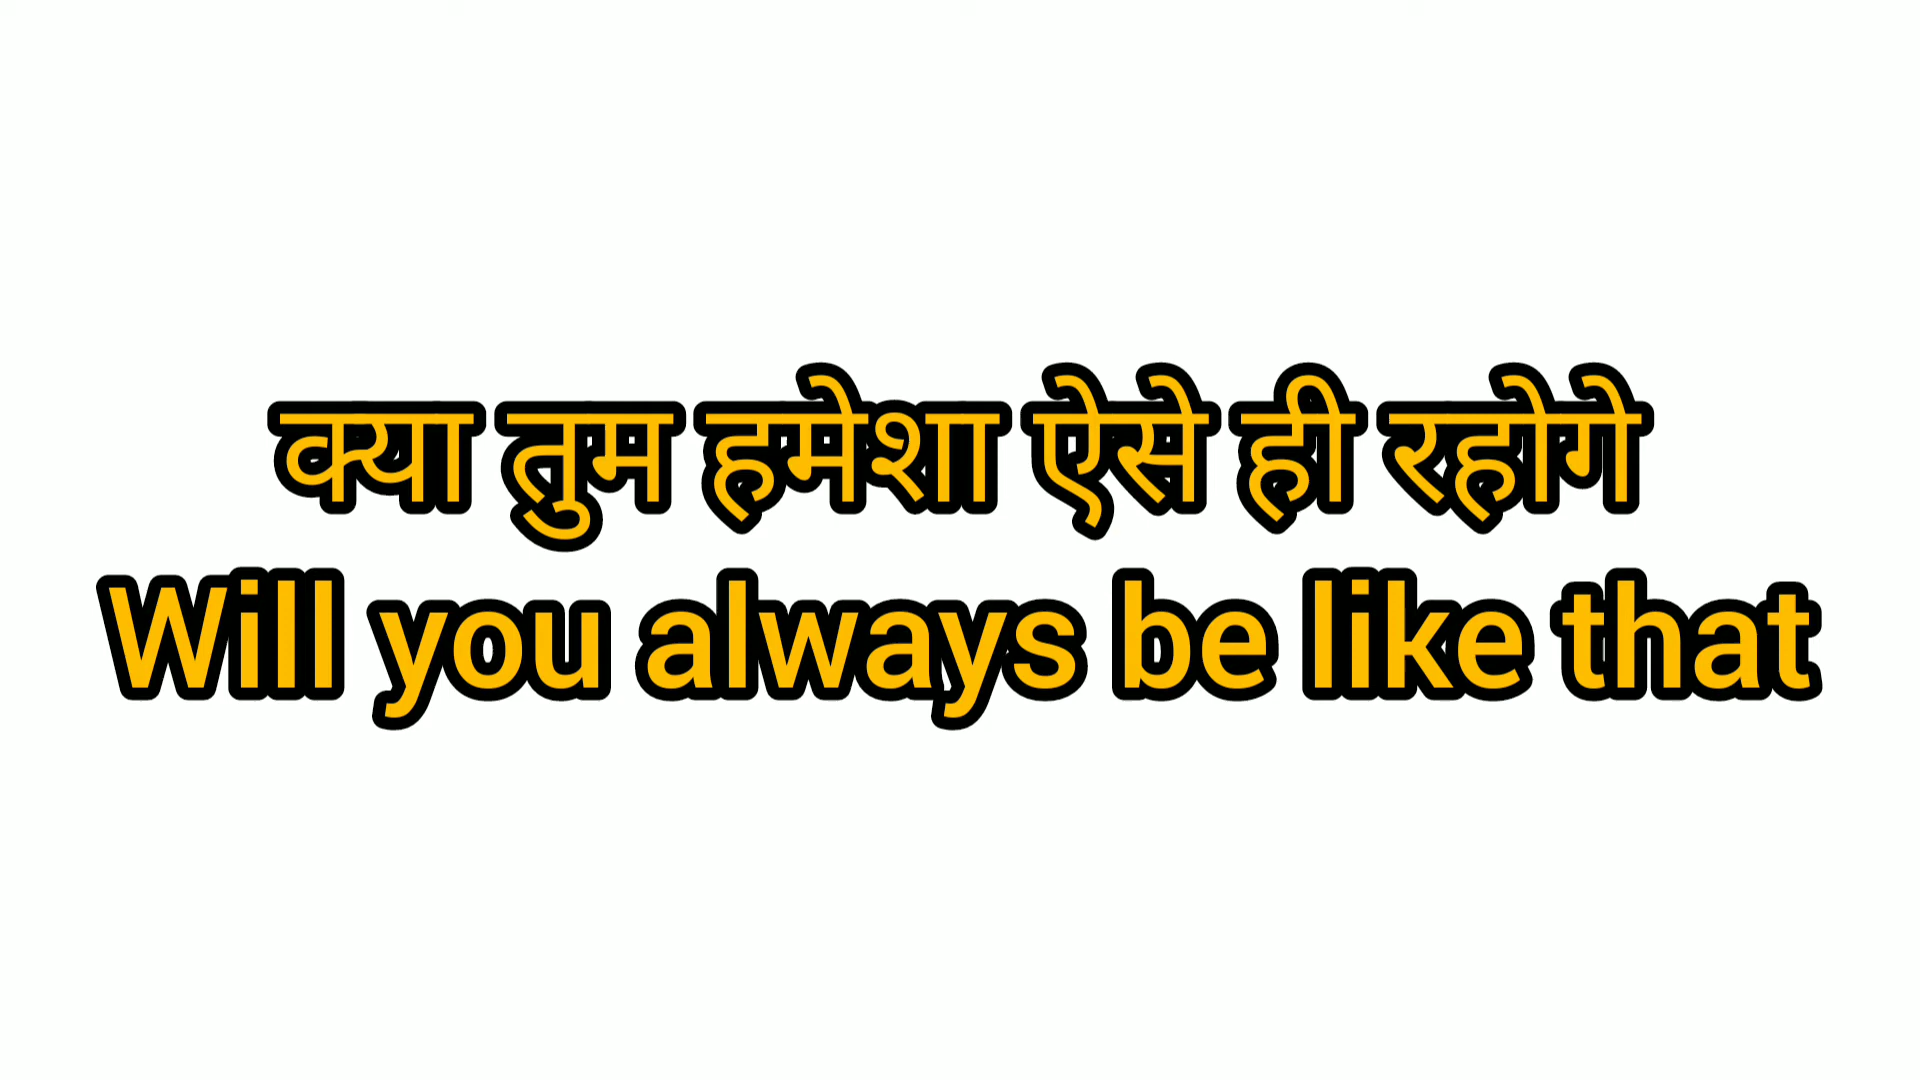 क्या तुम हमेशा ऐसे ही रहोगे
Will you always be like that